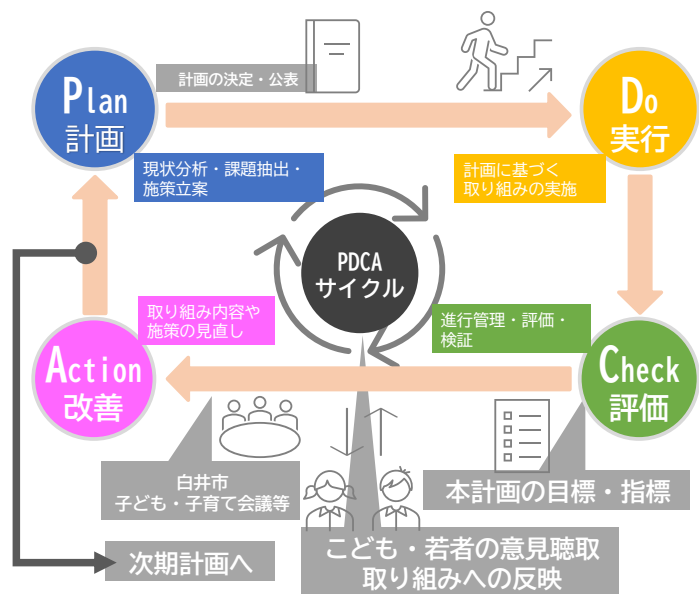 Plan
計画
計画の決定・公表
Do
実行
現状分析・課題抽出・
施策立案
計画に基づく
取り組みの実施
PDCA
サイクル
取り組み内容や
施策の見直し
進行管理・評価・
検証
Action
改善
Check
評価
白井市
子ども・子育て会議等
本計画の目標・指標
次期計画へ
こども・若者の意見聴取
取り組みへの反映